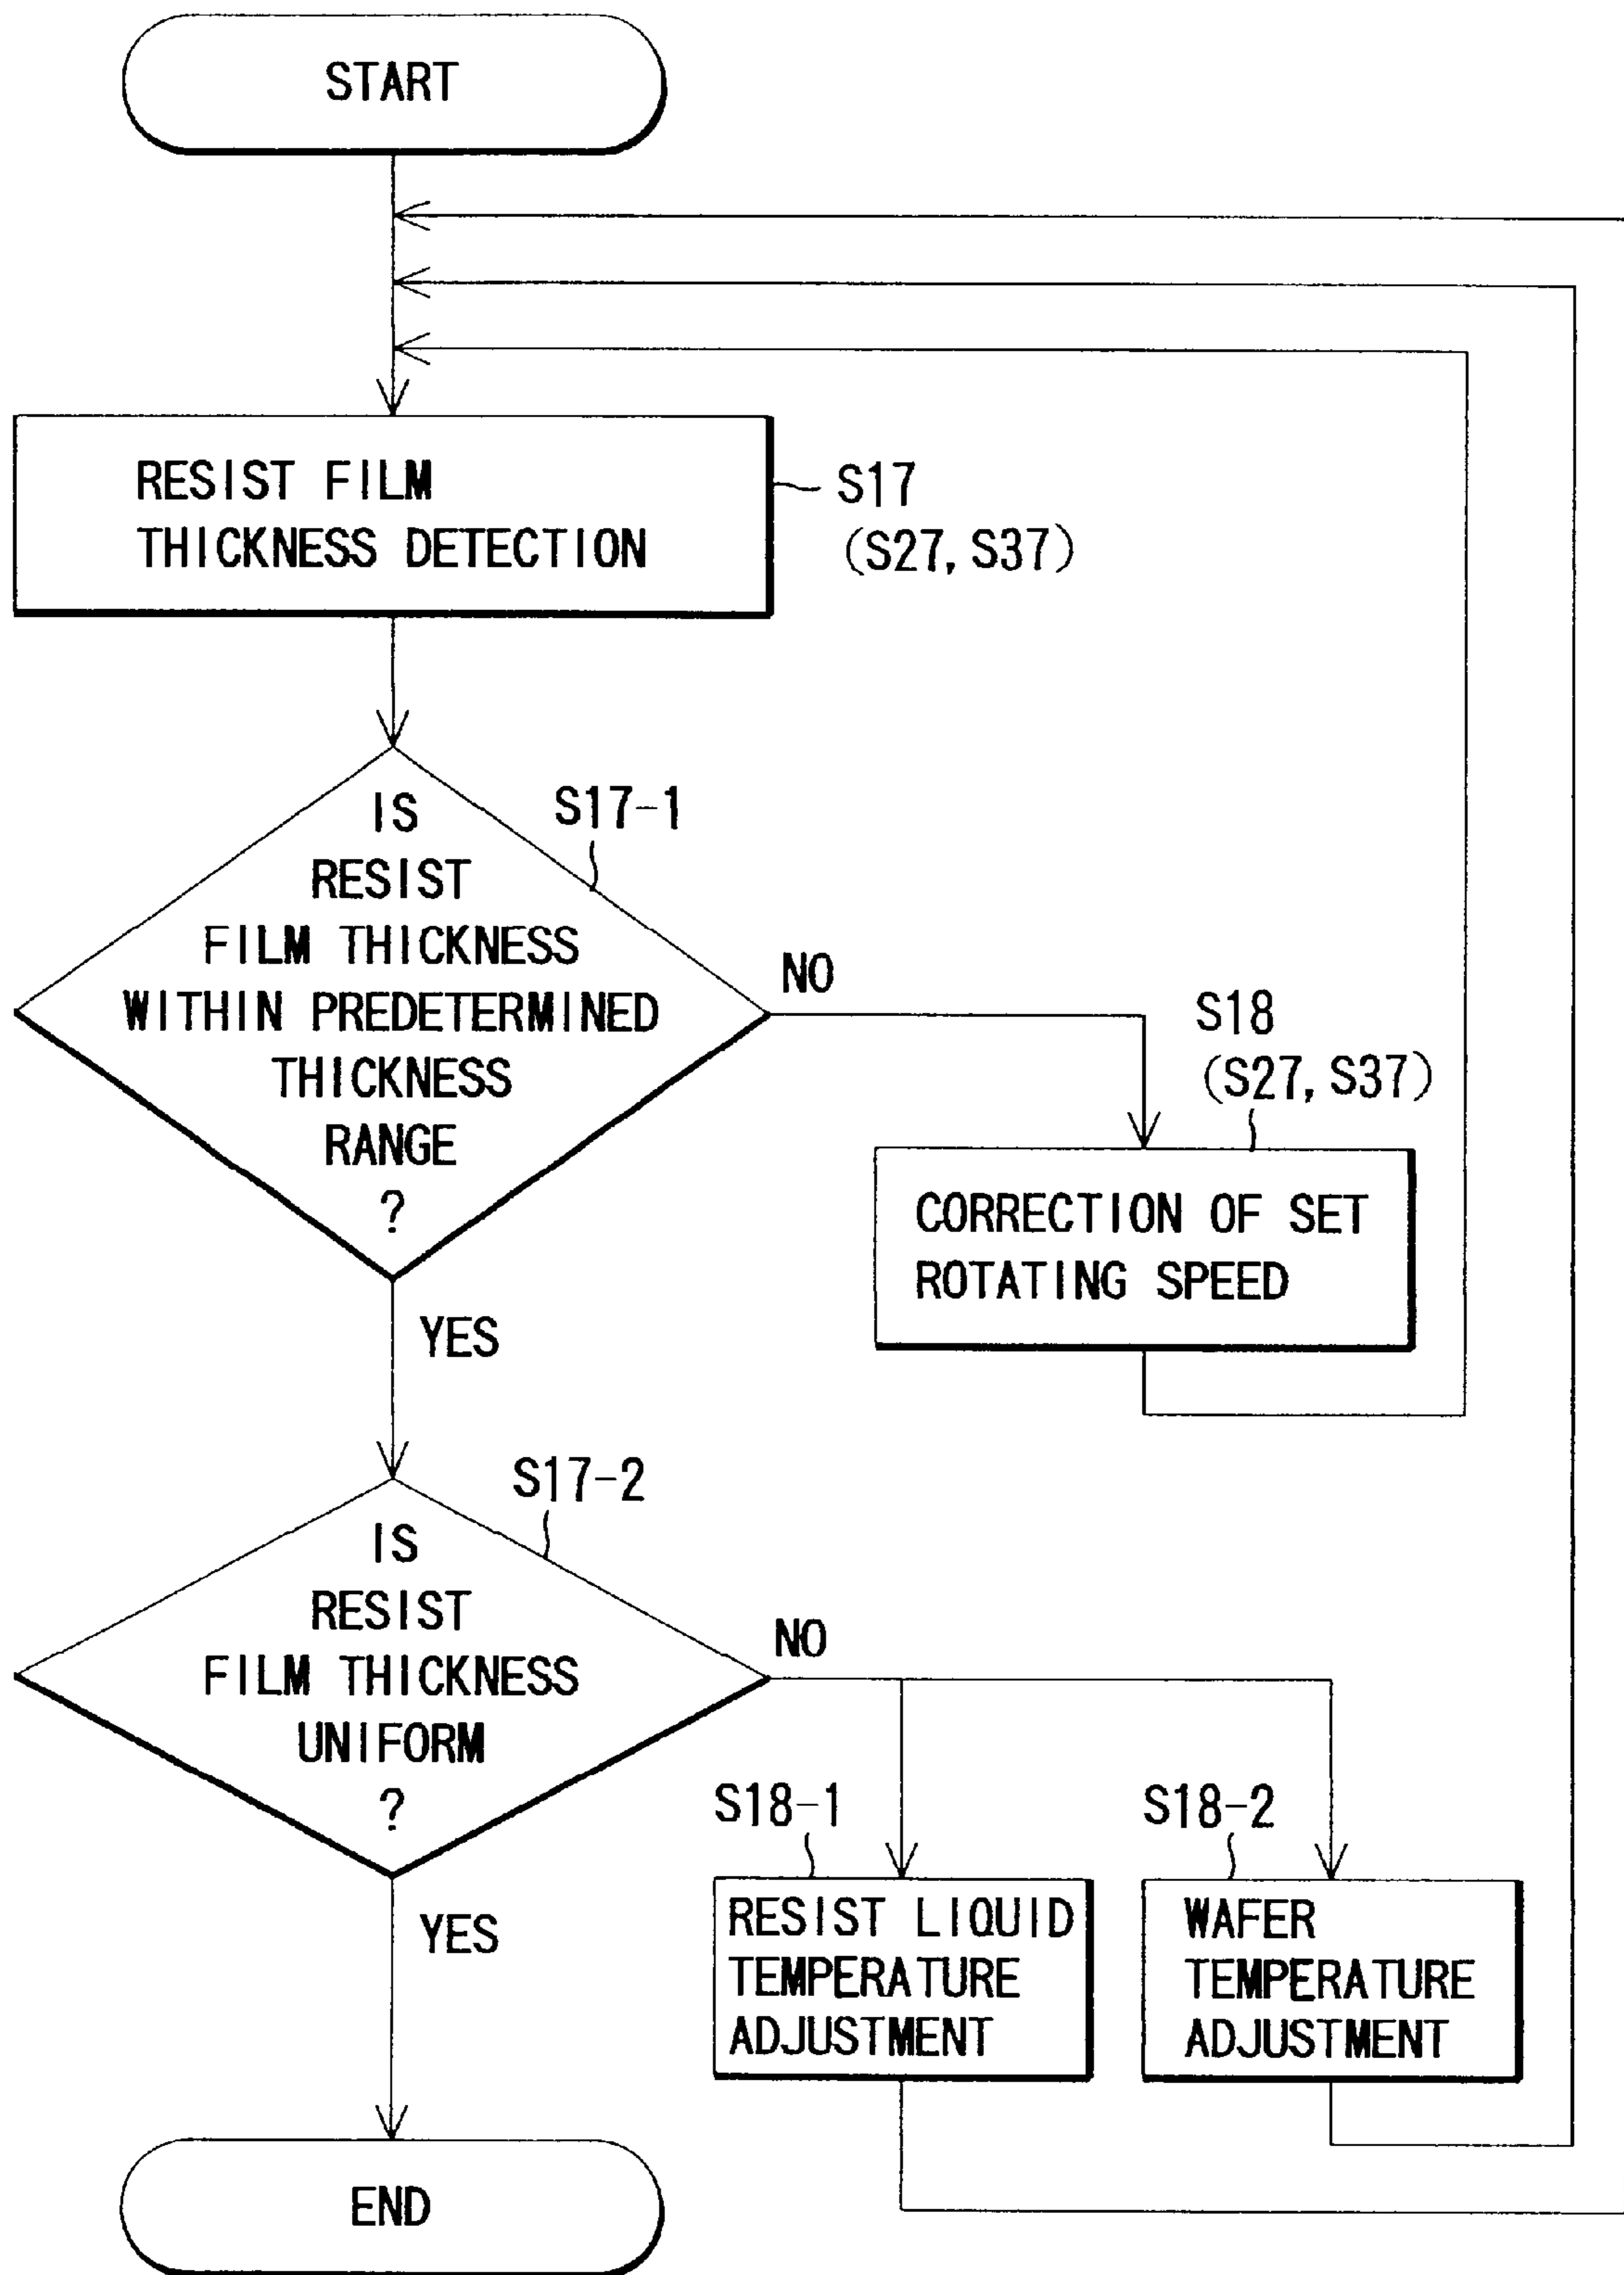 START
RESIST FILM
THICKNESS DETECTION
S17
(S27, S37)
IS
RESIST
FILM THICKNESS
WITHIN PREDETERMINED
THICKNESS
RANGE
?
S17-1
NO
S18
(S27, S37)
CORRECTION OF SET
ROTATING SPEED
YES
IS
RESIST
FILM THICKNESS
UNIFORM
?
S17-2
NO
S18-1
RESIST LIQUID
TEMPERATURE
ADJUSTMENT
S18-2
WAFER
TEMPERATURE
ADJUSTMENT
YES
END